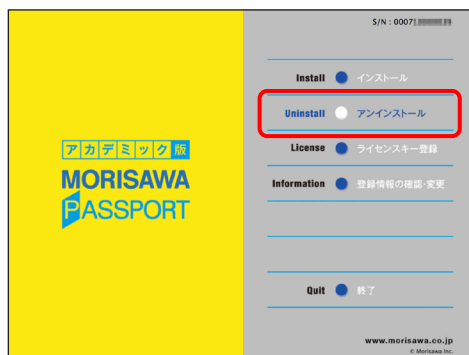 S/N : 00071
Install インストール
Uninstall アンインストール
License ライセンスキー登録
Information 登録情報の確認・変更
アカデミック版
MORISAWA
PASSPORT
Quit 終了
www.morisawa.co.jp
© Morisawa Inc.